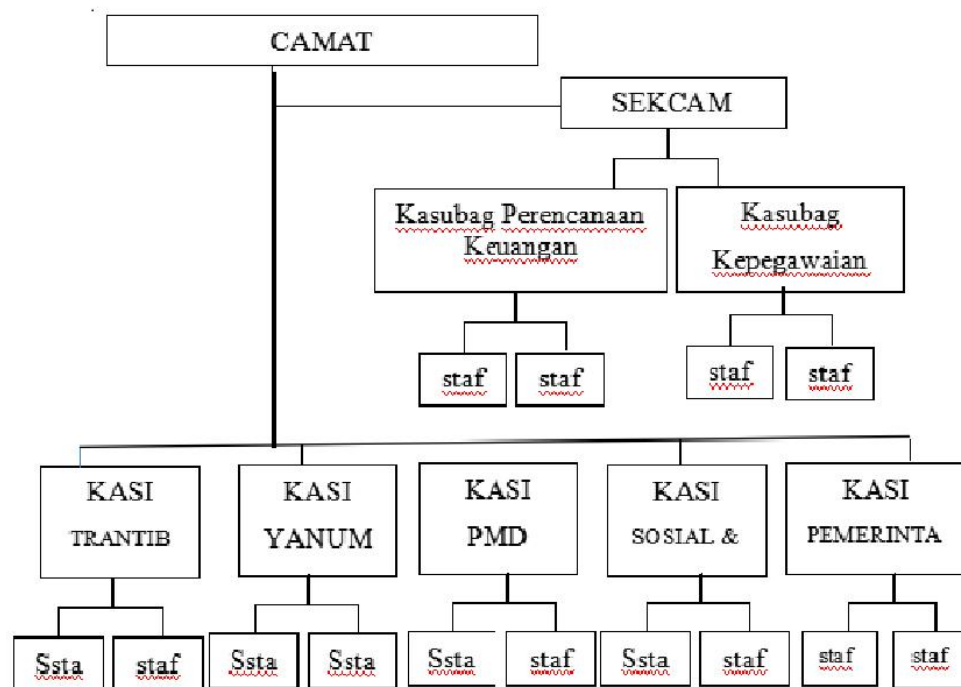 CAMAT
SEKCAM
Kasubag Perencanaan
Keuangan
Kasubag
Kepegawaian
staf
staf
staf
staf
KASI
TRANTIB
KASI
YANUM
KASI
PMD
KASI
SOSIAL &
KASI
PEMERINTA
Ssta
staf
Ssta
Ssta
Ssta
staf
Ssta
staf
staf
staf